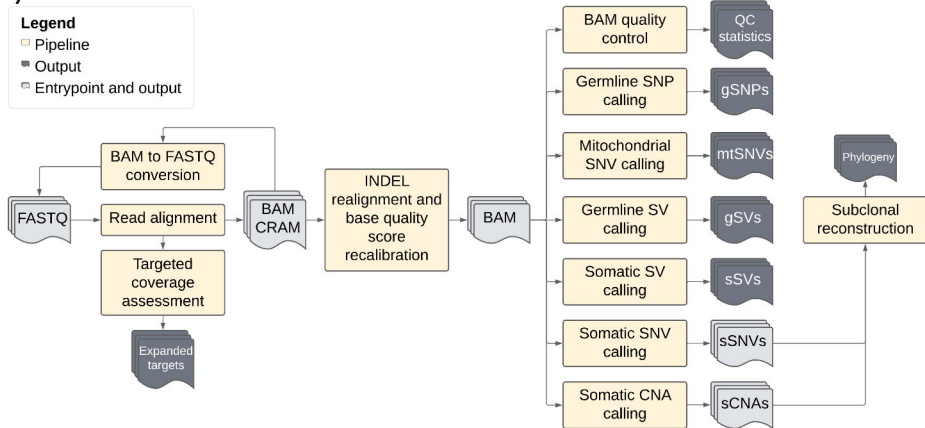 Legend
Pipeline
Output
Entrypoint and output
BAM to FASTQ
conversion
FASTQ
Read alignment
BAM
CRAM
Targeted
coverage
assessment
Expanded
targets
INDEL
realignment and
base quality
score
recalibration
BAM
BAM quality
control
QC
statistics
Germline SNP
calling
gSNPs
Mitochondrial
SNV calling
mtSNVs
Germline SV
calling
gSVs
Somatic SV
calling
sSVs
Somatic SNV
calling
sSNVs
Somatic CNA
calling
sCNAs
Phylogeny
Subclonal
reconstruction